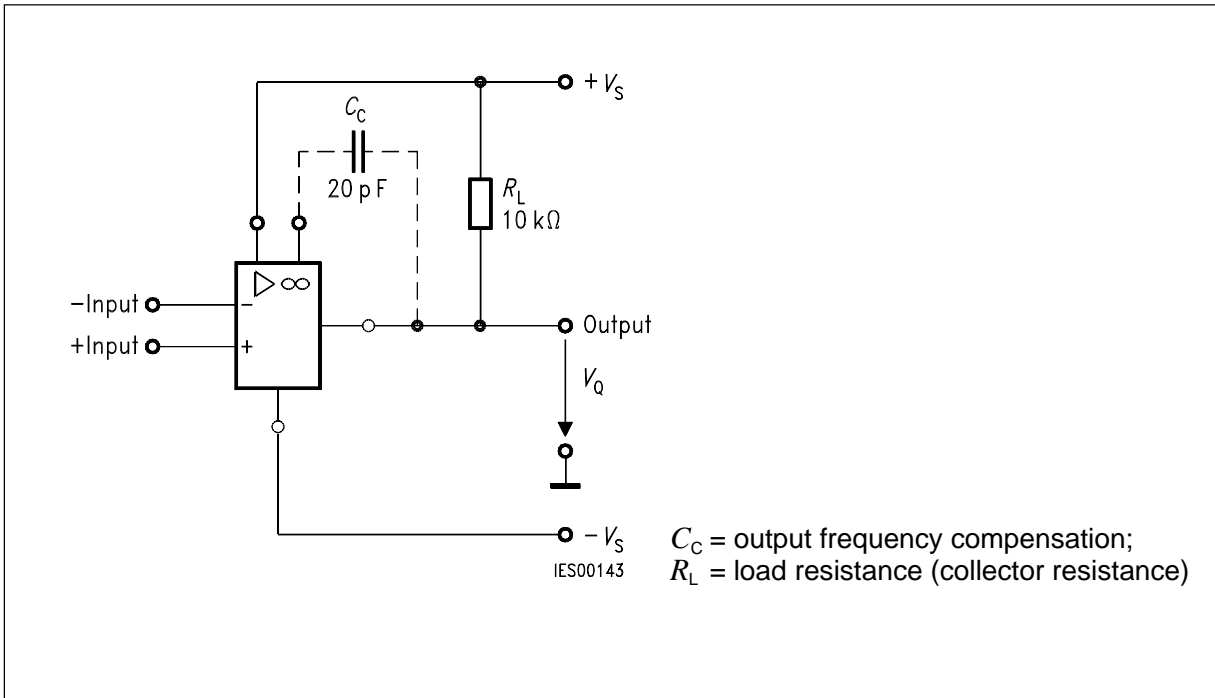 + V_S
C_C
20 pF
R_L
10 kΩ
▷ ∞
−Input
−
+Input
+
Output
V_Q
− V_S
IES00143
C_C = output frequency compensation;
R_L = load resistance (collector resistance)